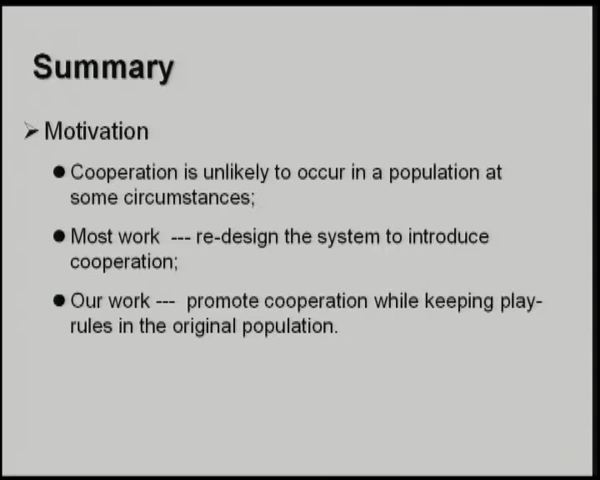 Summary
➢ Motivation
● Cooperation is unlikely to occur in a population at
some circumstances;
● Most work --- re-design the system to introduce
cooperation;
● Our work --- promote cooperation while keeping play-
rules in the original population.